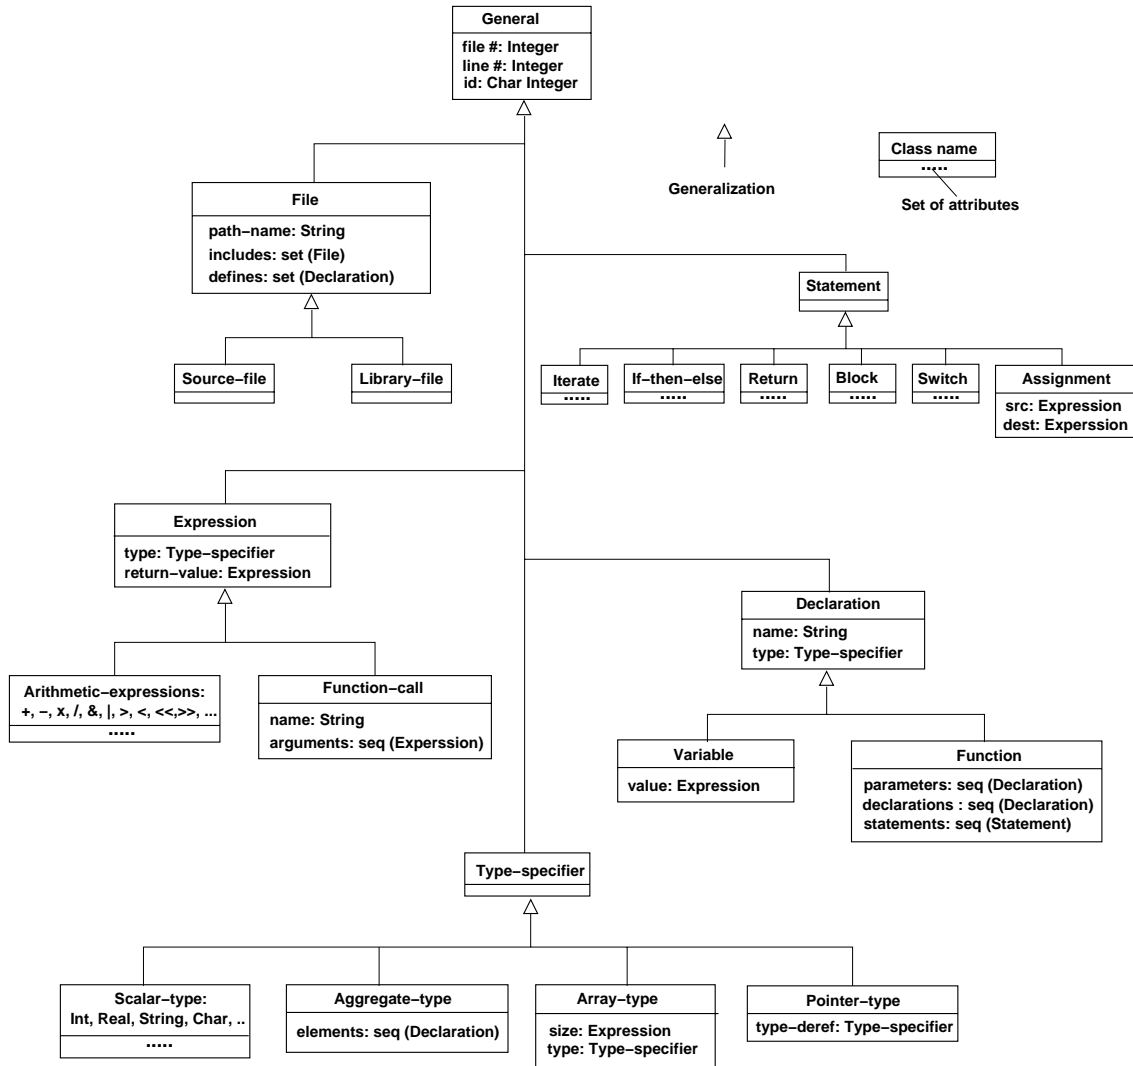 General
file #: Integer
line #: Integer
id: Char Integer
Generalization
Class name
.....
Set of attributes
File
path-name: String
includes: set (File)
defines: set (Declaration)
Source-file
Library-file
Statement
Iterate
.....
If-then-else
.....
Return
.....
Block
.....
Switch
.....
Assignment
src: Expression
dest: Experssion
Expression
type: Type-specifier
return-value: Expression
Arithmetic-expressions:
+, -, x, /, &, |, >, <, <<,>>, ...
.....
Function-call
name: String
arguments: seq (Experssion)
Declaration
name: String
type: Type-specifier
Variable
value: Expression
Function
parameters: seq (Declaration)
declarations : seq (Declaration)
statements: seq (Statement)
Type-specifier
Scalar-type:
Int, Real, String, Char, ..
.....
Aggregate-type
elements: seq (Declaration)
Array-type
size: Expression
type: Type-specifier
Pointer-type
type-deref: Type-specifier